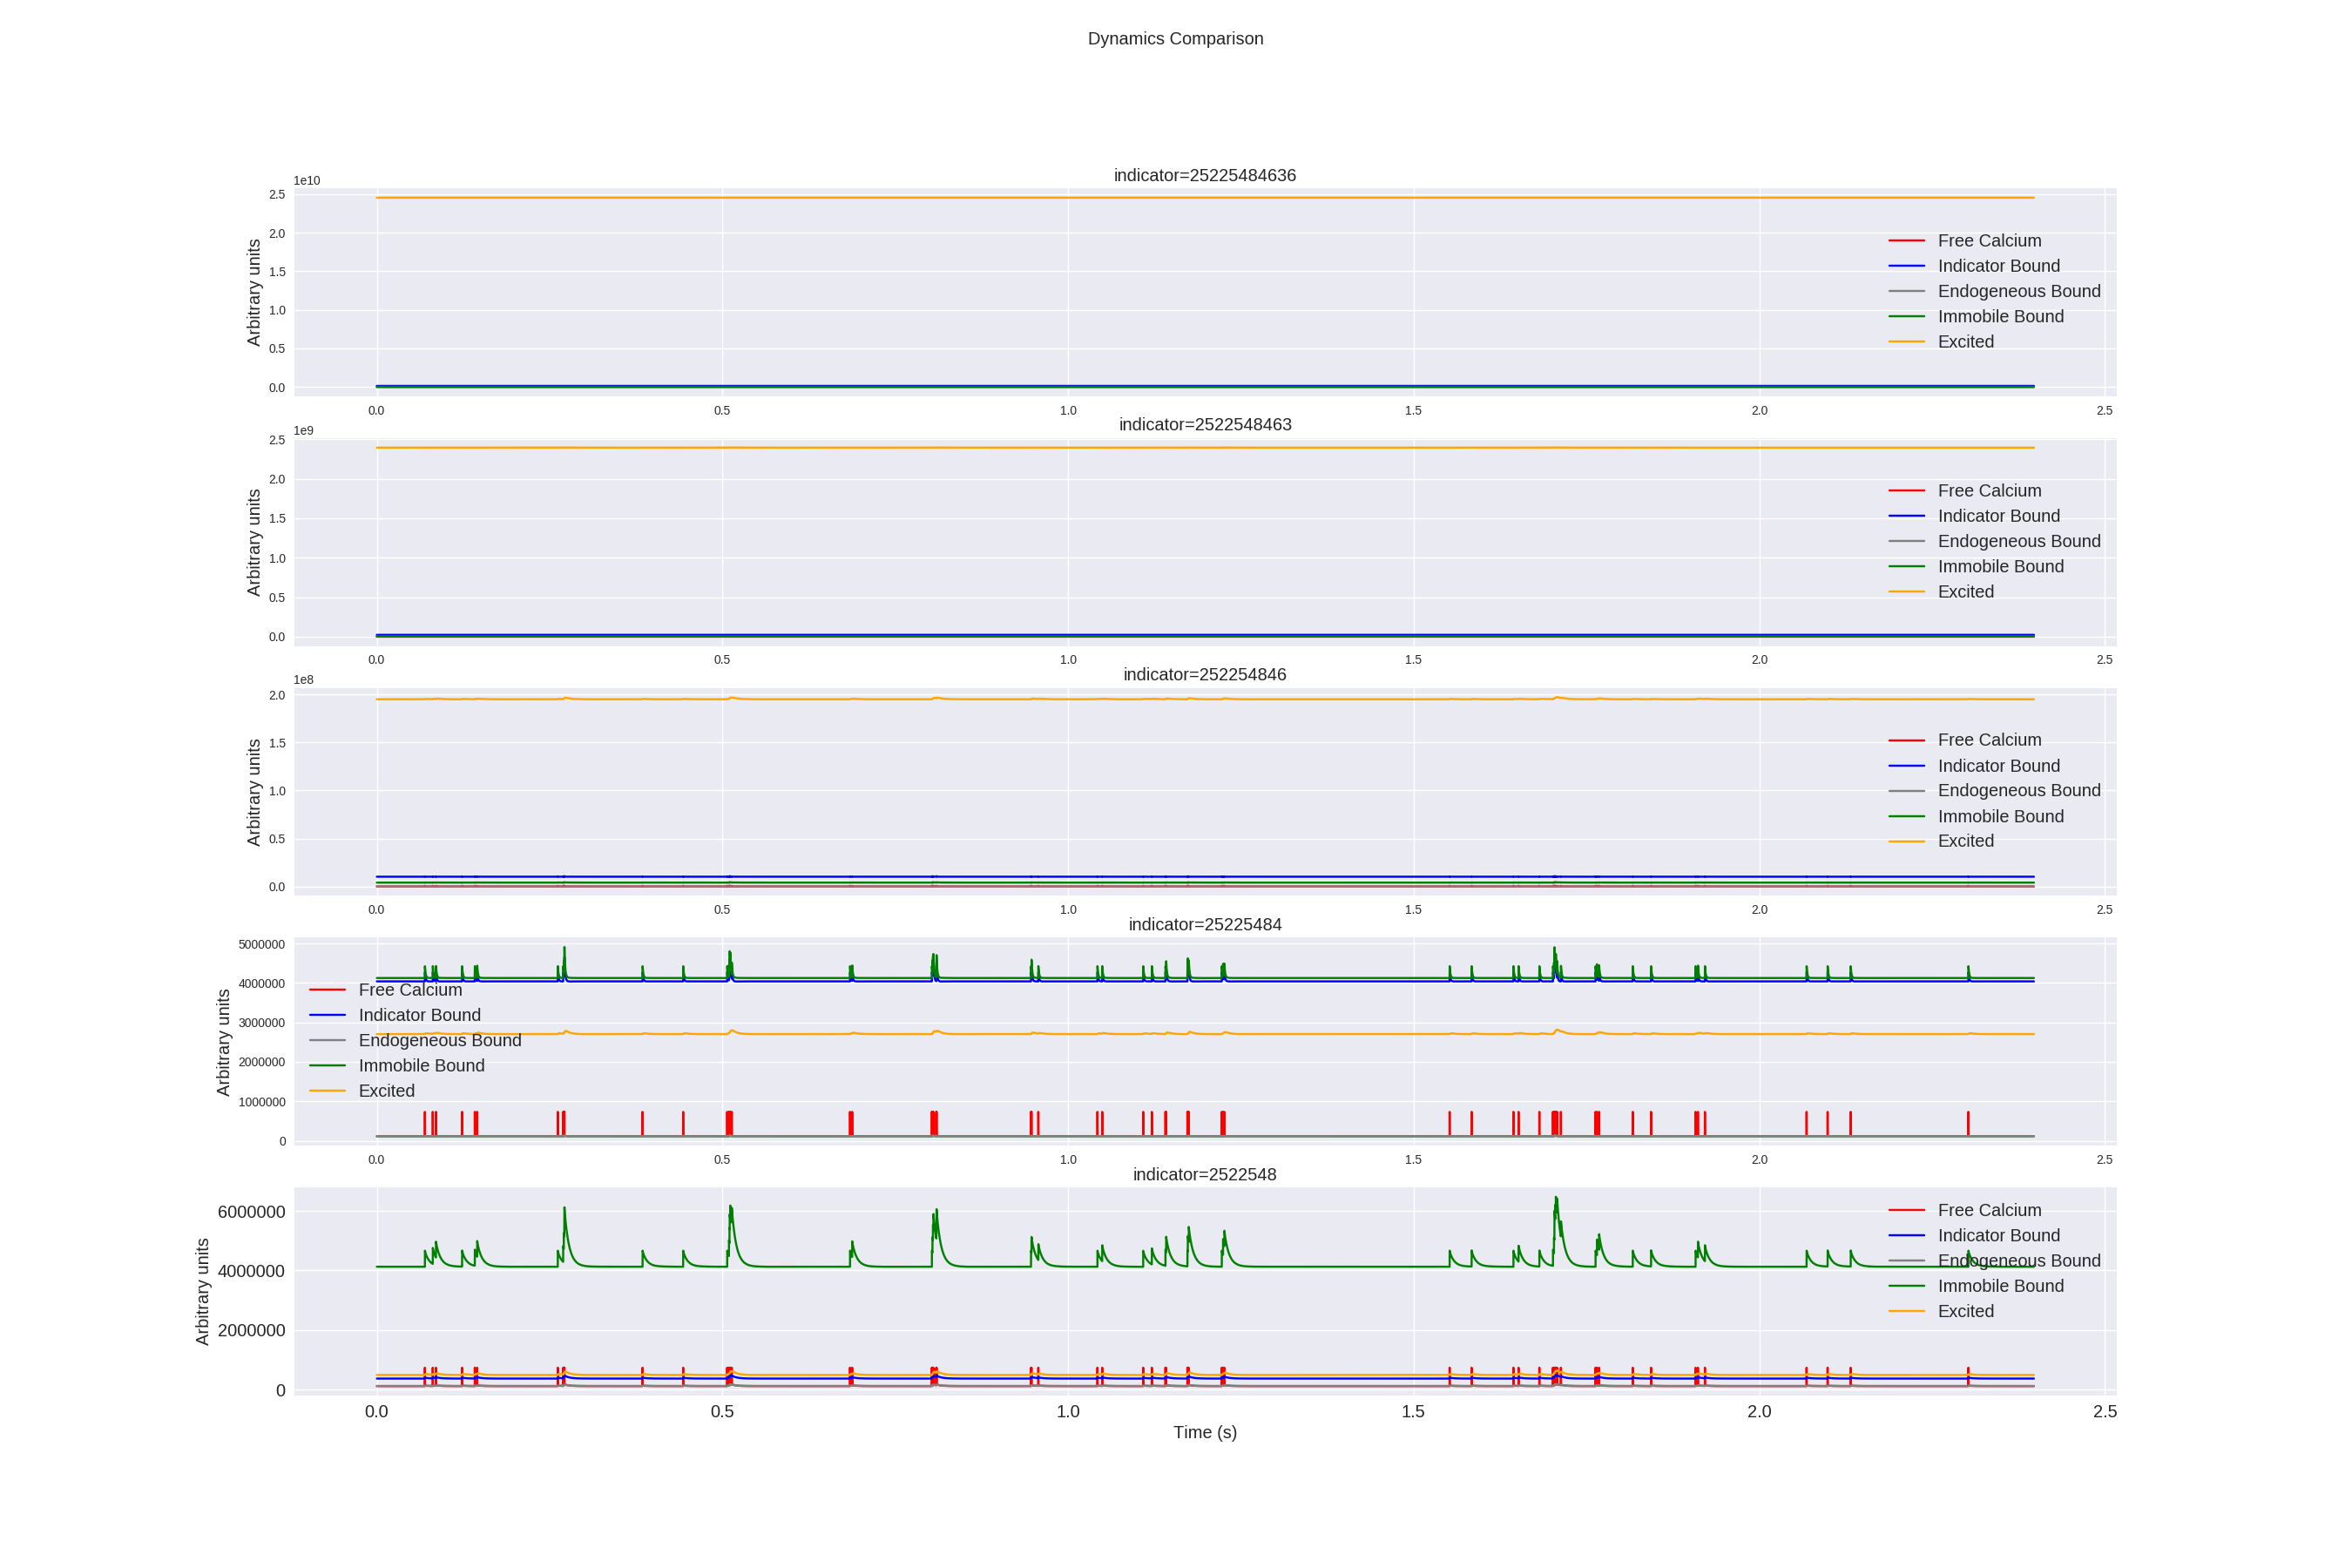 Dynamics Comparison
indicator=25225484636
1e10
2.5
2.0
1.5
1.0
0.5
0.0
Arbitrary units
Free Calcium
Indicator Bound
Endogeneous Bound
Immobile Bound
Excited
0.0 0.5 1.0 1.5 2.0 2.5
indicator=2522548463
1e9
2.5
2.0
1.5
1.0
0.5
0.0
Arbitrary units
Free Calcium
Indicator Bound
Endogeneous Bound
Immobile Bound
Excited
0.0 0.5 1.0 1.5 2.0 2.5
indicator=252254846
1e8
2.0
1.5
1.0
0.5
0.0
Arbitrary units
Free Calcium
Indicator Bound
Endogeneous Bound
Immobile Bound
Excited
0.0 0.5 1.0 1.5 2.0 2.5
indicator=25225484
5000000
4000000
3000000
2000000
1000000
0
Arbitrary units
Free Calcium
Indicator Bound
Endogeneous Bound
Immobile Bound
Excited
0.0 0.5 1.0 1.5 2.0 2.5
indicator=2522548
6000000
4000000
2000000
0
Arbitrary units
Free Calcium
Indicator Bound
Endogeneous Bound
Immobile Bound
Excited
0.0 0.5 1.0 1.5 2.0 2.5
Time (s)